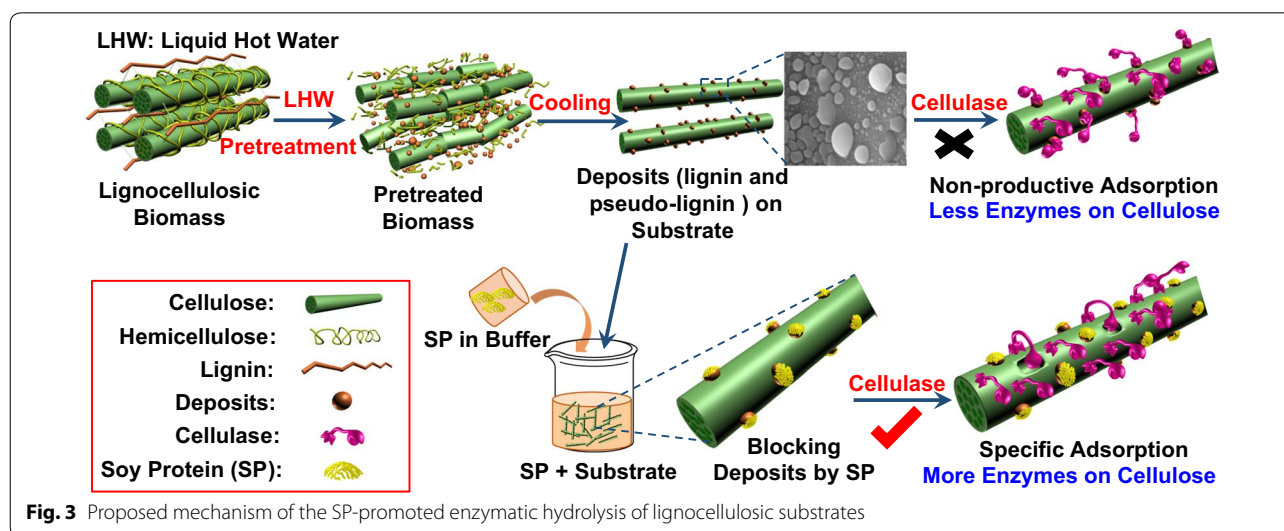 LHW: Liquid Hot Water
LHW
Pretreatment
Cooling
Cellulase
Lignocellulosic
Biomass
Pretreated
Biomass
Deposits (lignin and
pseudo-lignin ) on
Substrate
Non-productive Adsorption
Less Enzymes on Cellulose
Cellulose:
Hemicellulose:
Lignin:
Deposits:
Cellulase:
Soy Protein (SP):
SP in Buffer
SP + Substrate
Blocking
Deposits by SP
Cellulase
Specific Adsorption
More Enzymes on Cellulose
Fig. 3 Proposed mechanism of the SP-promoted enzymatic hydrolysis of lignocellulosic substrates